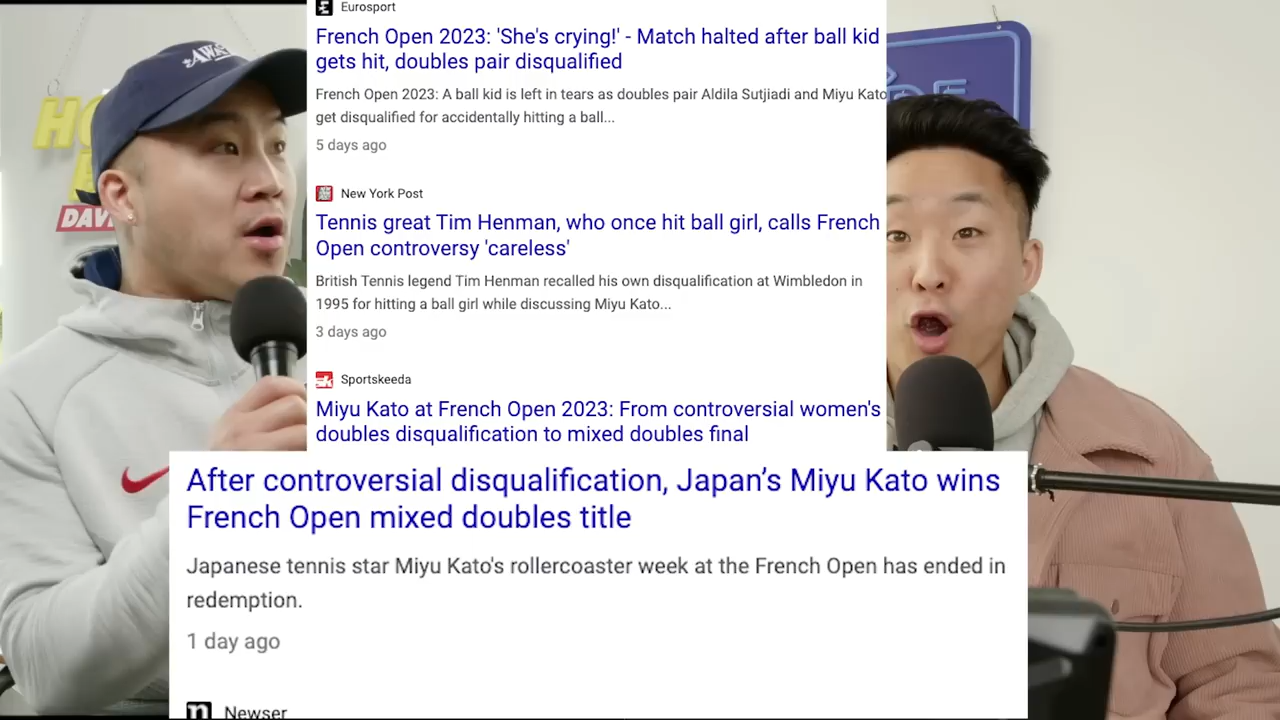 Eurosport
French Open 2023: 'She's crying!' - Match halted after ball kid
gets hit, doubles pair disqualified
French Open 2023: A ball kid is left in tears as doubles pair Aldila Sutjiadi and Miyu Kato
get disqualified for accidentally hitting a ball...
5 days ago
New York Post
Tennis great Tim Henman, who once hit ball girl, calls French
Open controversy 'careless'
British Tennis legend Tim Henman recalled his own disqualification at Wimbledon in
1995 for hitting a ball girl while discussing Miyu Kato...
3 days ago
Sportskeeda
Miyu Kato at French Open 2023: From controversial women's
doubles disqualification to mixed doubles final
After controversial disqualification, Japan’s Miyu Kato wins
French Open mixed doubles title
Japanese tennis star Miyu Kato's rollercoaster week at the French Open has ended in
redemption.
1 day ago
Newser